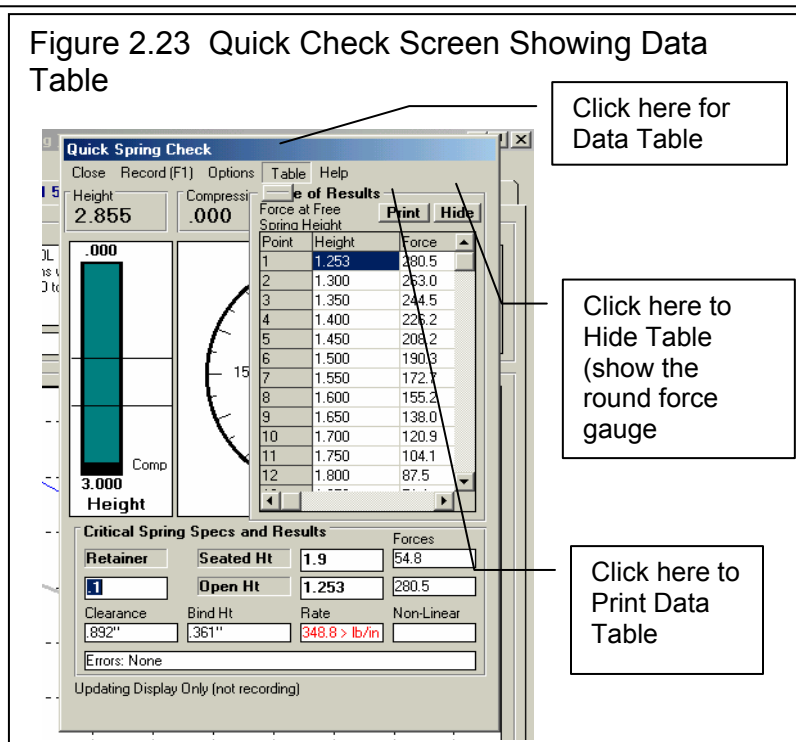 Figure 2.23 Quick Check Screen Showing Data
Table
Click here for
Data Table
Quick Spring Check
Close Record (F1) Options Table Help
Height
2.855
Compressi
.000
e of Results
Force at Free
Spring Height
Print Hide
Point Height Force
1 1.253 280.5
2 1.300 263.0
3 1.350 244.5
4 1.400 226.2
5 1.450 208.2
6 1.500 190.3
7 1.550 172.7
8 1.600 155.2
9 1.650 138.0
10 1.700 120.9
11 1.750 104.1
12 1.800 87.5
.000
Comp
3.000
Height
15
Click here to
Hide Table
(show the
round force
gauge
Critical Spring Specs and Results
Forces
Retainer Seated Ht 1.9 54.8
.1 Open Ht 1.253 280.5
Clearance Bind Ht Rate Non-Linear
.892" .361" 348.8 > lb/in
Errors: None
Updating Display Only (not recording)
Click here to
Print Data
Table